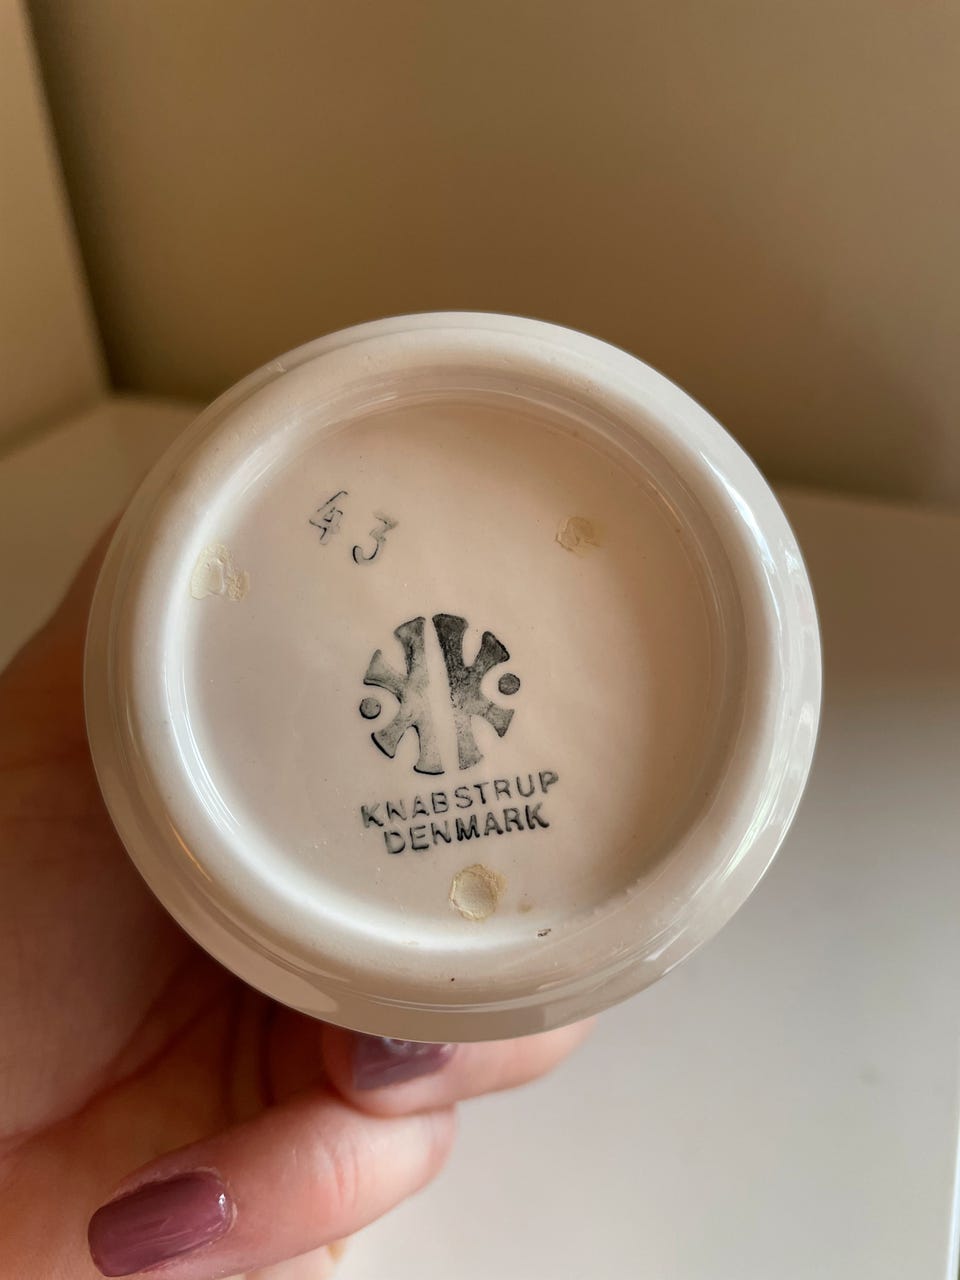 43
KNABSTRUP
DENMARK